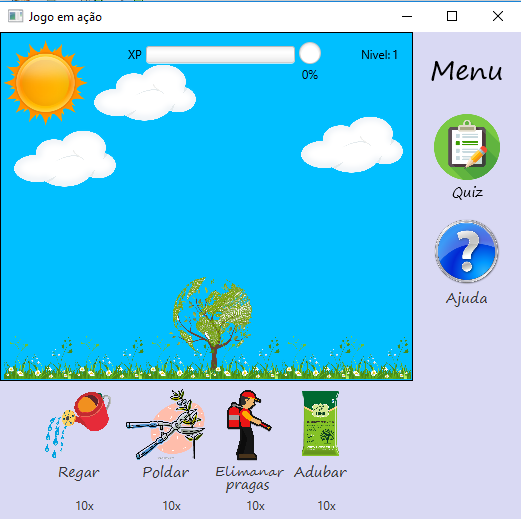 Jogo em ação
XP
Nivel: 1
0%
Menu
Quiz
Ajuda
Regar
Poldar
Elimanar
pragas
Adubar
10x
10x
10x
10x